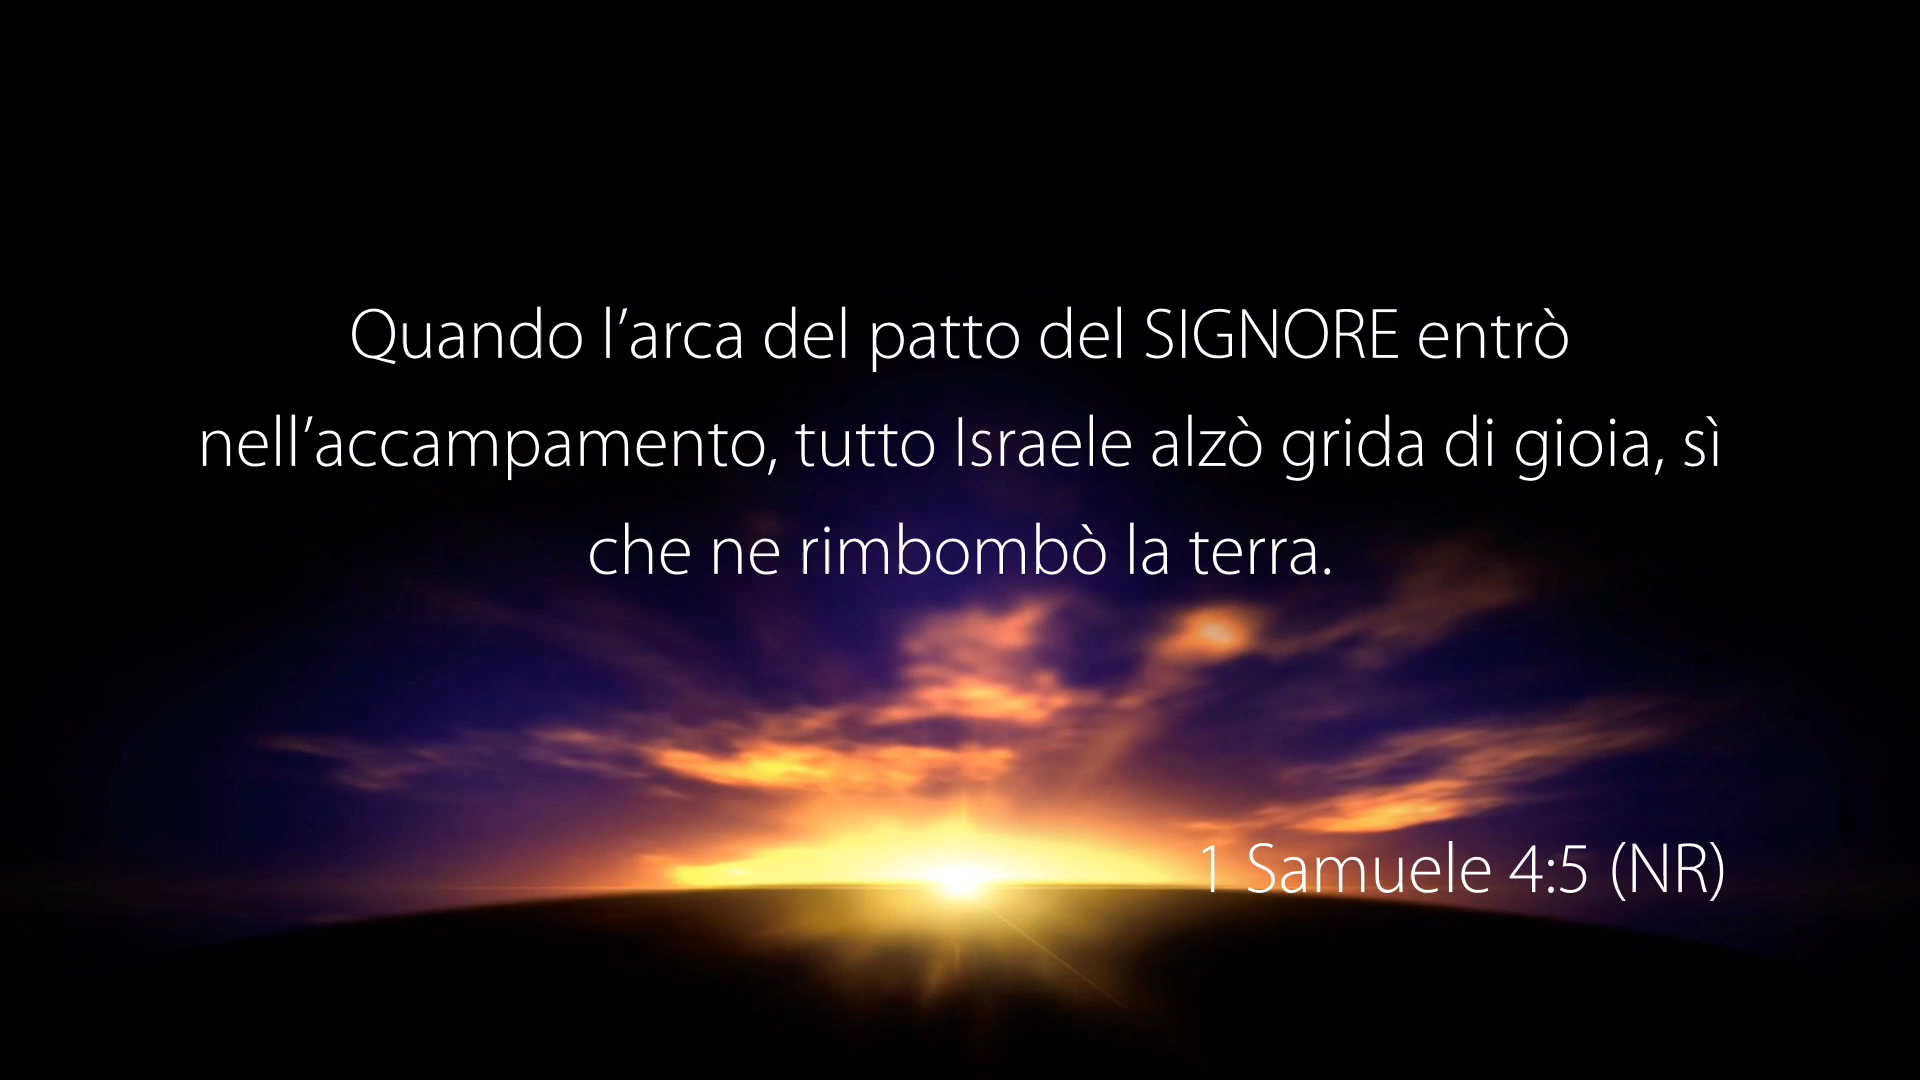 Quando l’arca del patto del SIGNORE entrò
nell’accampamento, tutto Israele alzò grida di gioia, sì
che ne rimbombò la terra.
1 Samuele 4:5 (NR)